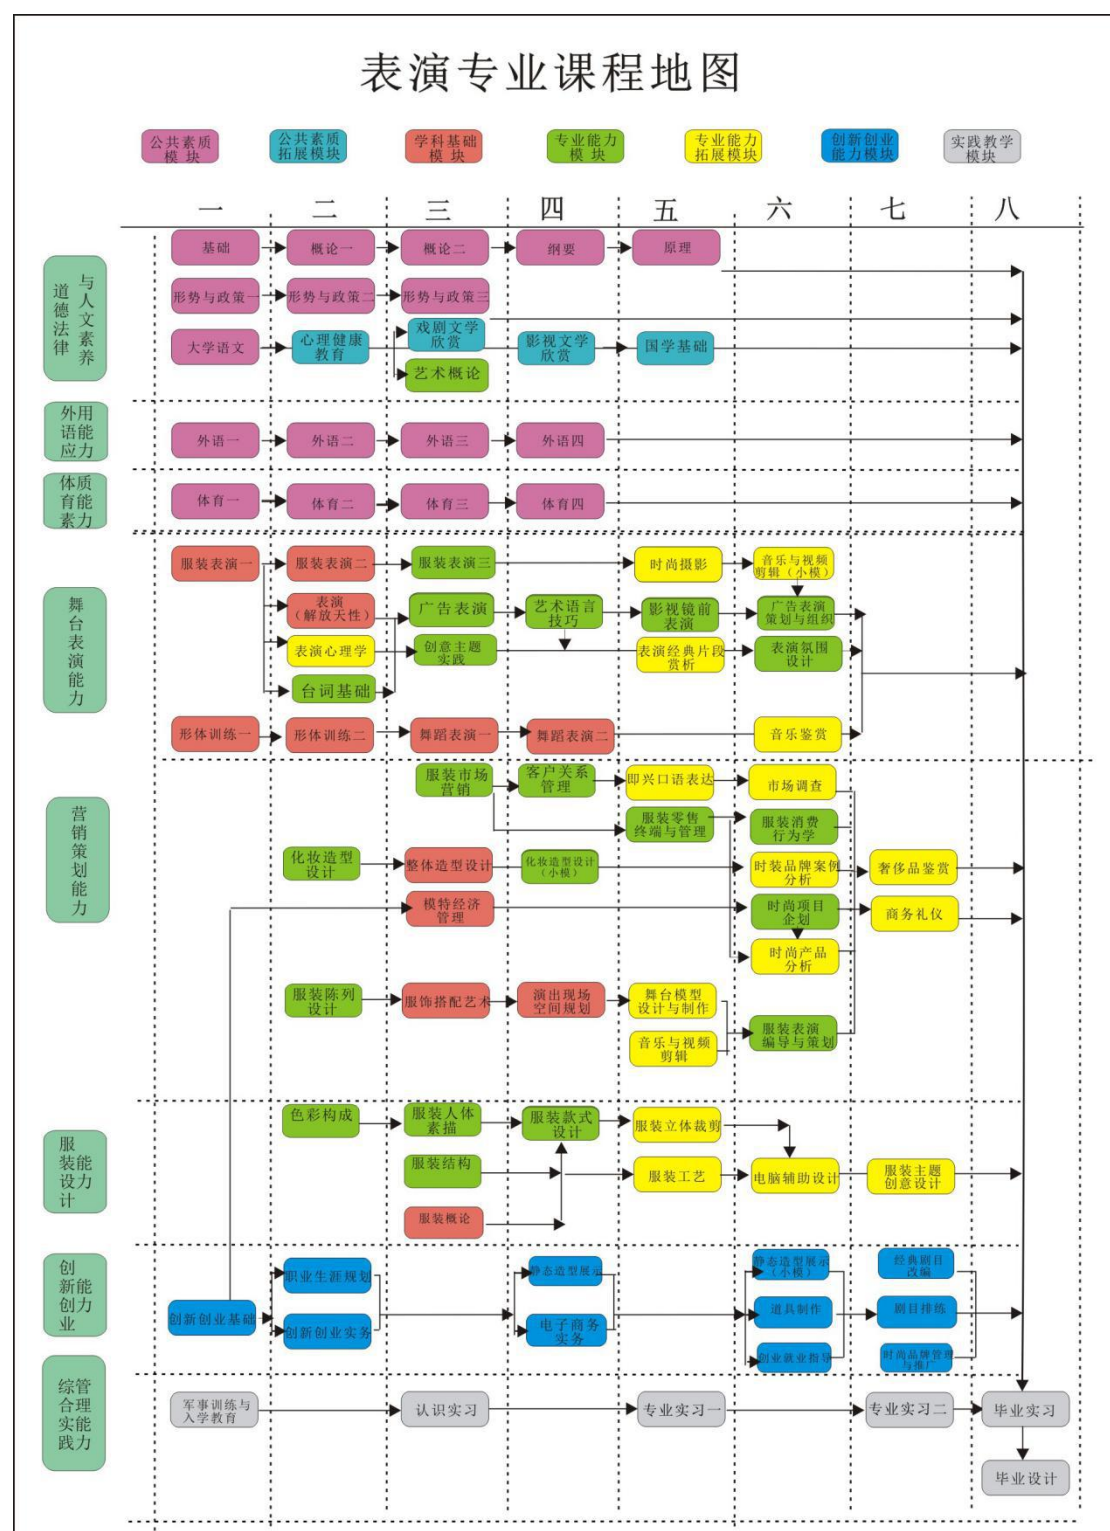 表演专业课程地图
公共素质
模 块
公共素质
拓展模块
学科基础
模 块
专业能力
模 块
专业能力
拓展模块
创新创业
能力模块
实践教学
模块
一 二 三 四 五 六 七 八
道德法律
与人文素养
基础
概论一
概论二
纲要
原理
形势与政策一
形势与政策二
形势与政策三
大学语文
心理健康
教育
戏剧文学
欣赏
艺术概论
影视文学
欣赏
国学基础
外用
语能
应力
外语一
外语二
外语三
外语四
体质
育能
素力
体育一
体育二
体育三
体育四
舞台表演能力
服装表演一
服装表演二
服装表演三
时尚摄影
音乐与视频
剪辑（小模）
表演
（解放天性）
广告表演
艺术语言
技巧
影视镜前
表演
广告表演
策划与组织
表演心理学
创意主题
实践
表演经典片段
赏析
表演氛围
设计
台词基础
形体训练一
形体训练二
舞蹈表演一
舞蹈表演二
音乐鉴赏
营销策划能力
服装市场
营销
客户关系
管理
即兴口语表达
市场调查
服装零售
终端与管理
服装消费
行为学
化妆造型
设计
整体造型设计
化妆造型设计
（小模）
时装品牌案例
分析
奢侈品鉴赏
模特经济
管理
时尚项目
企划
商务礼仪
时尚产品
分析
服装陈列
设计
服饰搭配艺术
演出现场
空间规划
舞台模型
设计与制作
音乐与视频
剪辑
服装表演
编导与策划
服
装能
设力
计
色彩构成
服装人体
素描
服装款式
设计
服装立体裁剪
服装结构
服装工艺
电脑辅助设计
服装主题
创意设计
服装概论
创
新能
创力
业
创新创业基础
职业生涯规划
创新创业实务
静态造型展示
电子商务
实务
静态造型展示
（小模）
道具制作
创业就业指导
经典剧目
改编
剧目排练
时尚品牌管理
与推广
综管
合理
实能
践力
军事训练与
入学教育
认识实习
专业实习一
专业实习二
毕业实习
毕业设计